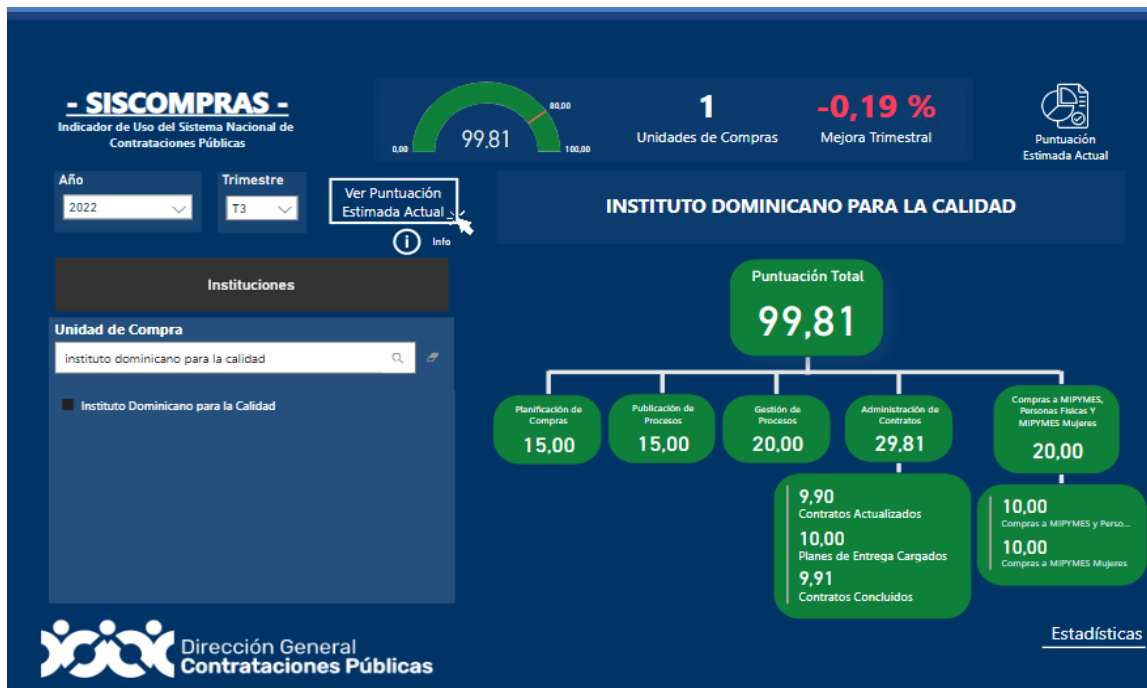 - SISCOMPRAS -
Indicador de Uso del Sistema Nacional de
Contrataciones Públicas
0,00
99,81
80,00
100,00
1
Unidades de Compras
-0,19 %
Mejora Trimestral
Puntuación
Estimada Actual
Año
2022
Trimestre
T3
Ver Puntuación
Estimada Actual
i Info
INSTITUTO DOMINICANO PARA LA CALIDAD
Instituciones
Unidad de Compra
instituto dominicano para la calidad
Instituto Dominicano para la Calidad
Puntuación Total
99,81
Planificación de
Compras
15,00
Publicación de
Procesos
15,00
Gestión de
Procesos
20,00
Administración de
Contratos
29,81
Compras a MIPYMES,
Personas Físicas Y
MIPYMES Mujeres
20,00
9,90
Contratos Actualizados
10,00
Planes de Entrega Cargados
9,91
Contratos Concluidos
10,00
Compras a MIPYMES y Perso...
10,00
Compras a MIPYMES Mujeres
Dirección General
Contrataciones Públicas
Estadísticas